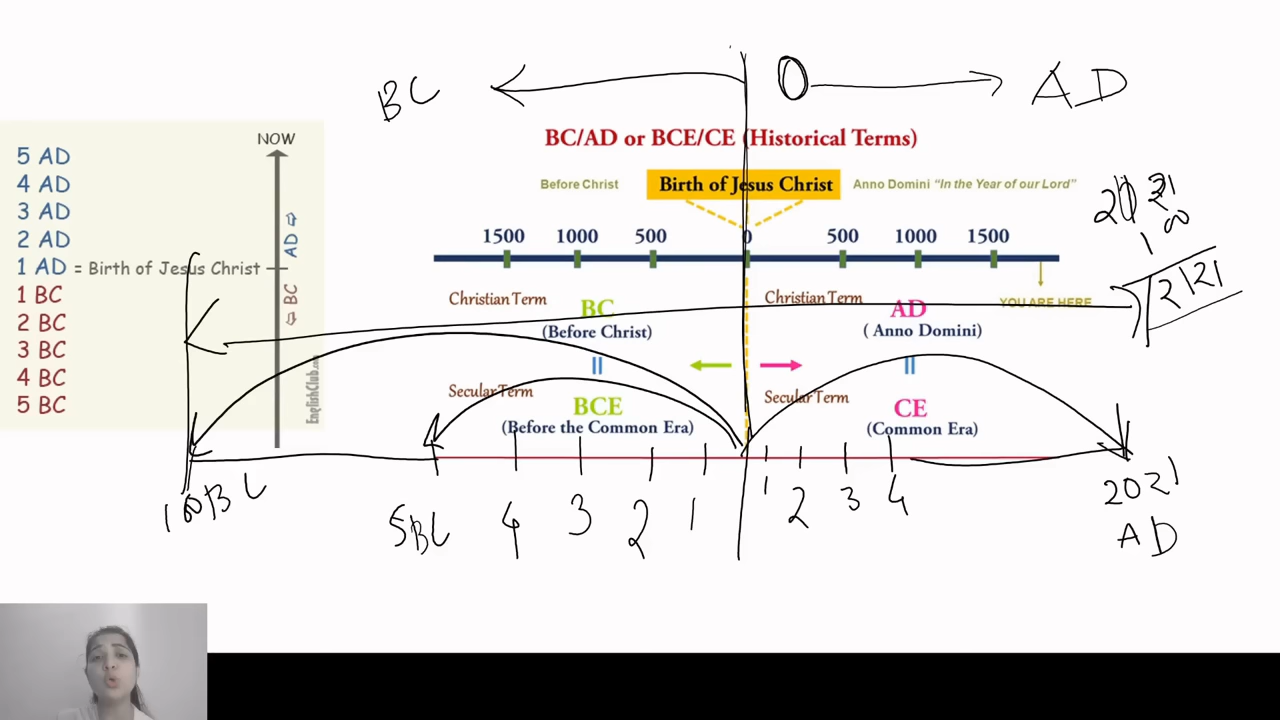 BC
0
AD
BC/AD or BCE/CE (Historical Terms)
Before Christ
Birth of Jesus Christ
Anno Domini "In the Year of our Lord"
1500 1000 500 0 500 1000 1500
Christian Term
BC
(Before Christ)
Christian Term
AD
( Anno Domini)
YOU ARE HERE
Secular Term
BCE
(Before the Common Era)
Secular Term
CE
(Common Era)
NOW
5 AD
4 AD
3 AD
2 AD
1 AD = Birth of Jesus Christ
1 BC
2 BC
3 BC
4 BC
5 BC
AD
BC
EnglishClub.com
2021
100
2121
100 BC
5BC 4 3 2 1
1 2 3 4
2021
AD